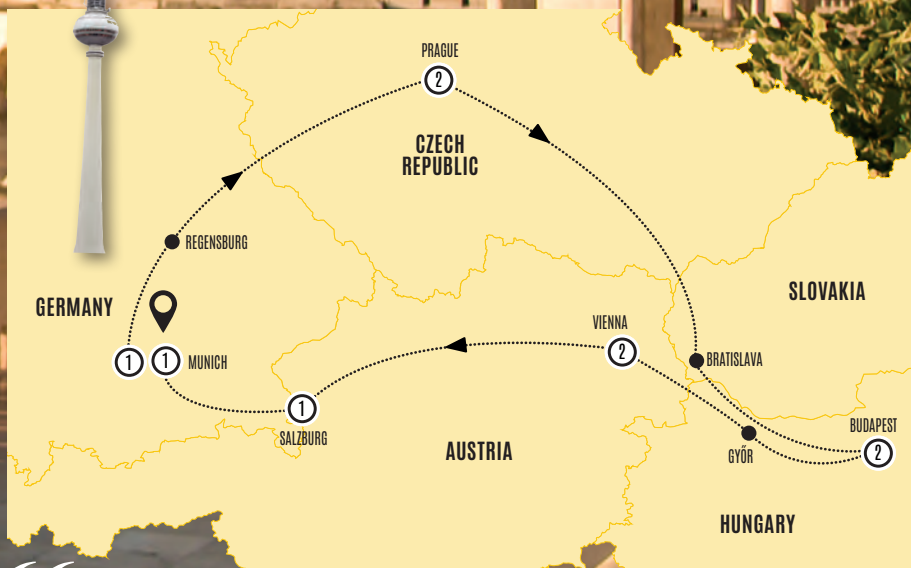 PRAGUE
2
CZECH
REPUBLIC
REGENSBURG
GERMANY
SLOVAKIA
VIENNA
2
BRATISLAVA
1
1
MUNICH
1
SALZBURG
AUSTRIA
GYŐR
BUDAPEST
2
HUNGARY